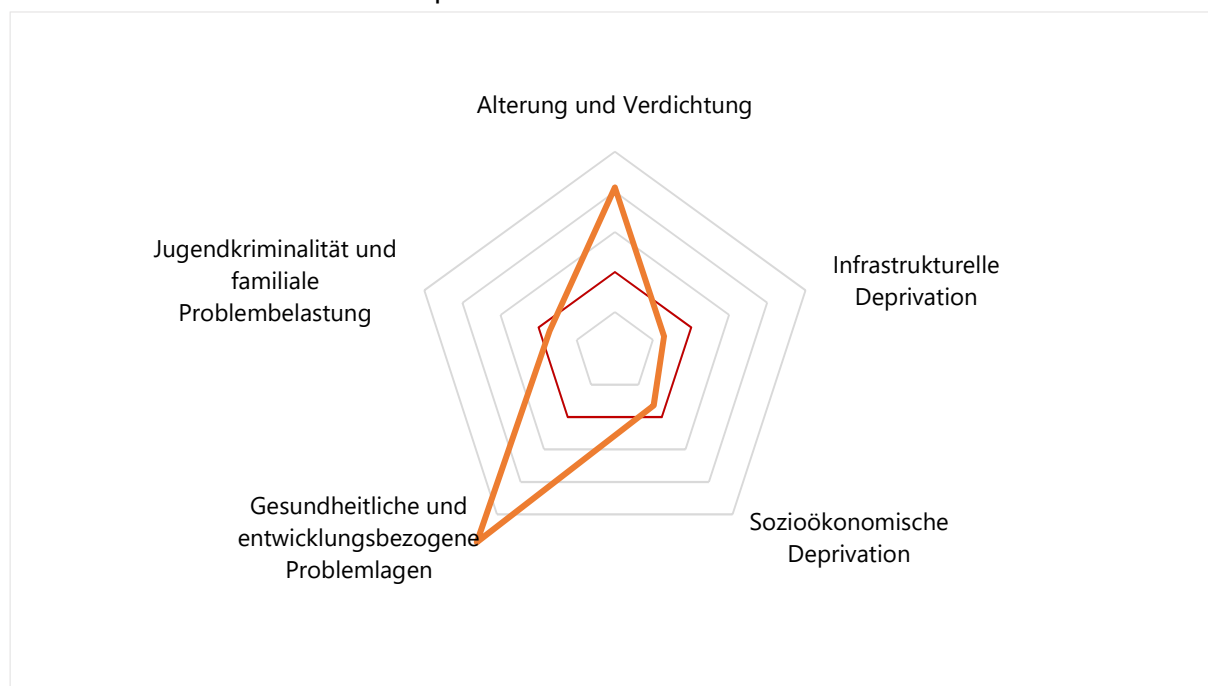 Alterung und Verdichtung
Infrastrukturelle
Deprivation
Sozioökonomische
Deprivation
Gesundheitliche und
entwicklungsbezogene
Problemlagen
Jugendkriminalität und
familiale
Problembelastung